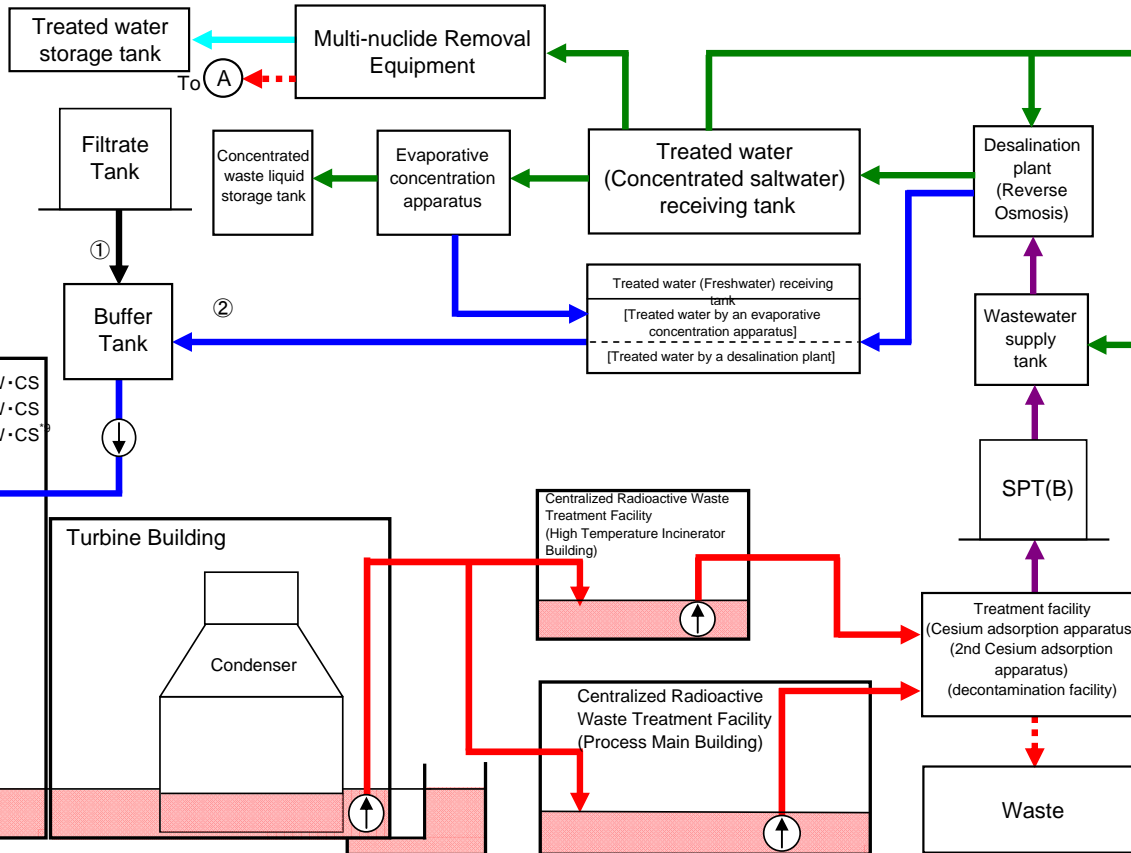 Treated water
storage tank
Multi-nuclide Removal
Equipment
To A
Filtrate
Tank
Concentrated
waste liquid
storage tank
Evaporative
concentration
apparatus
Treated water
(Concentrated saltwater)
receiving tank
Desalination
plant
(Reverse
Osmosis)
①
②
Buffer
Tank
Treated water (Freshwater) receiving
tank
[Treated water by an evaporative
concentration apparatus]
[Treated water by a desalination plant]
Wastewater
supply
tank
・CS
・CS
・CS
SPT(B)
Turbine Building
Condenser
Centralized Radioactive Waste
Treatment Facility
(High Temperature Incinerator
Building)
Centralized Radioactive
Waste Treatment Facility
(Process Main Building)
Treatment facility
(Cesium adsorption apparatus
(2nd Cesium adsorption
apparatus)
(decontamination facility)
Waste